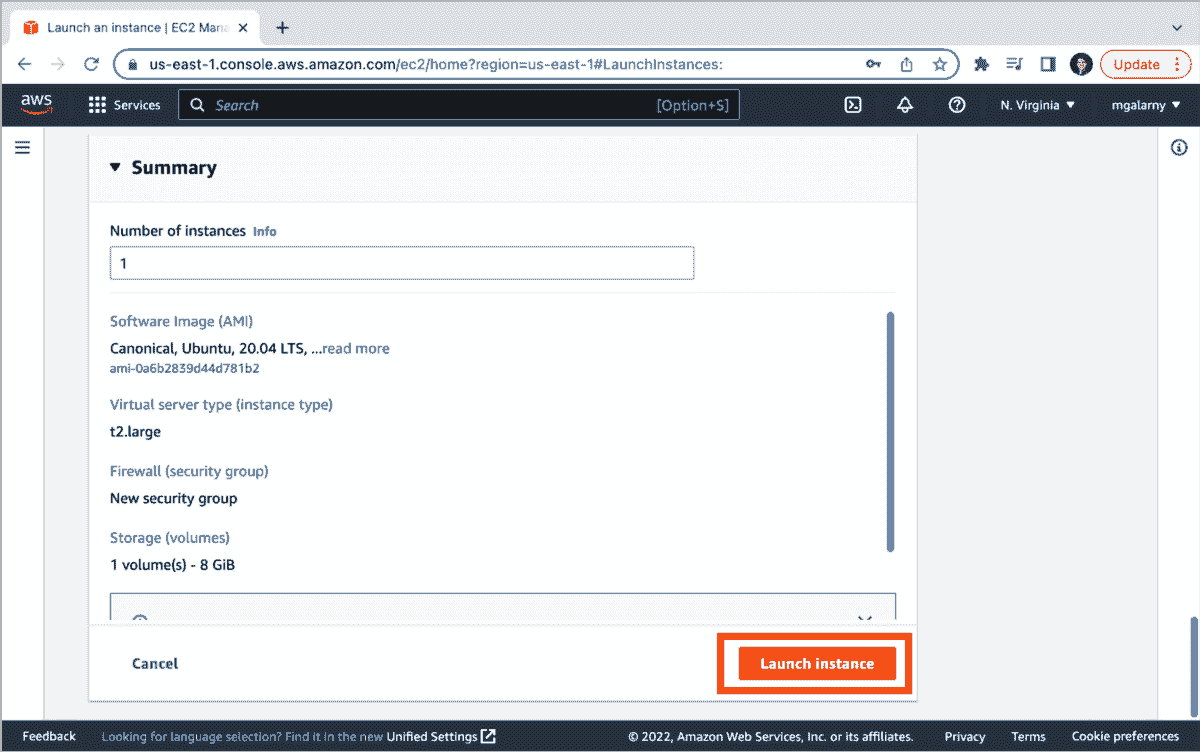 Launch an instance | EC2 Mana
us-east-1.console.aws.amazon.com/ec2/home?region=us-east-1#LaunchInstances:
Update
aws
Services
Search
[Option+S]
N. Virginia
mgalarny
Summary
Number of instances Info
1
Software Image (AMI)
Canonical, Ubuntu, 20.04 LTS, ...read more
ami-0a6b2839d44d781b2
Virtual server type (instance type)
t2.large
Firewall (security group)
New security group
Storage (volumes)
1 volume(s) - 8 GiB
Cancel
Launch instance
Feedback
Looking for language selection? Find it in the new Unified Settings
© 2022, Amazon Web Services, Inc. or its affiliates.
Privacy
Terms
Cookie preferences